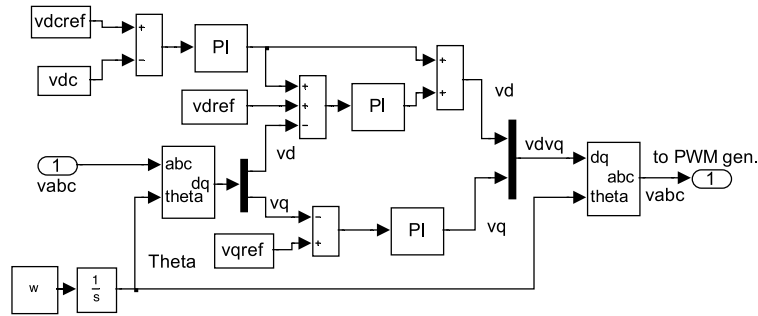 vdcref
+
−
PI
vdc
vdref
+
+
−
PI
+
+
vd
vd
vdvq
1
vabc
abc
dq
theta
vq
vqref
−
+
PI
vq
dq
abc
theta
to PWM gen.
1
vabc
Theta
w
1
s